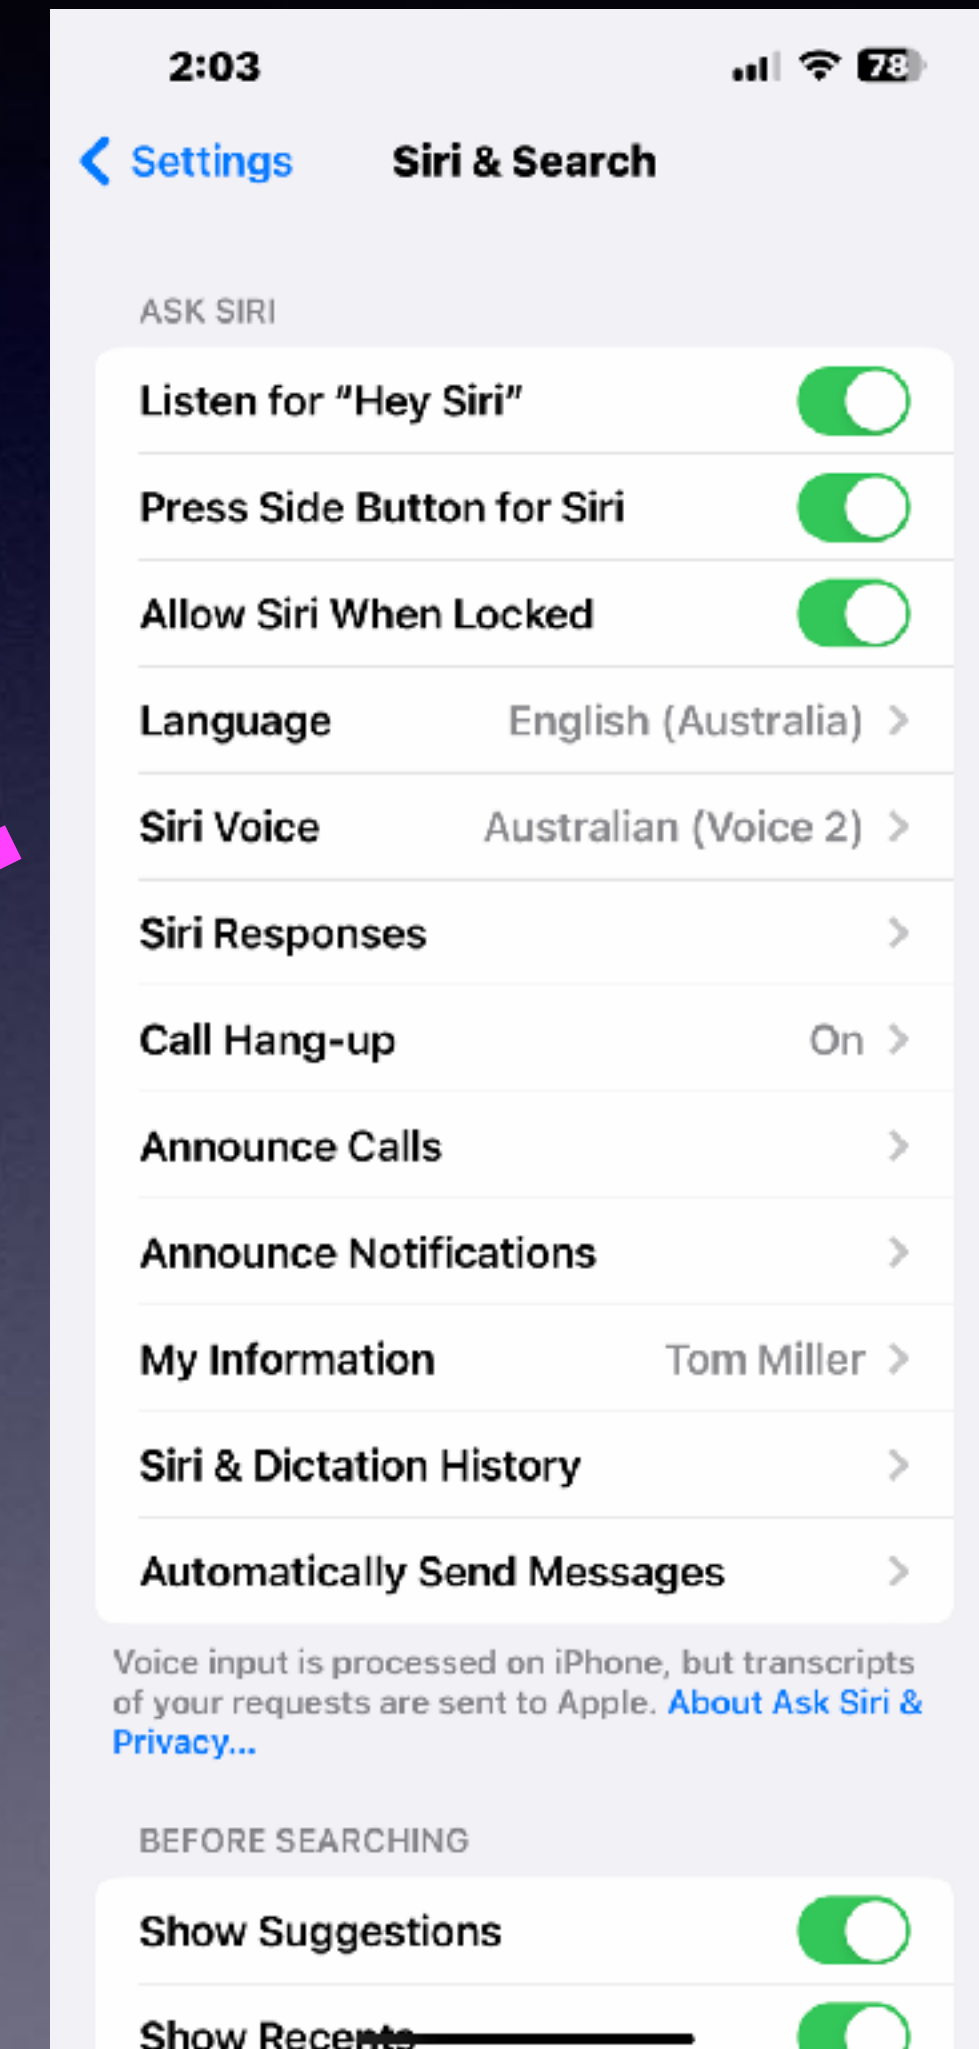 2:03 78
Settings Siri & Search
ASK SIRI
Listen for "Hey Siri"
Press Side Button for Siri
Allow Siri When Locked
Language English (Australia)
Siri Voice Australian (Voice 2)
Siri Responses
Call Hang-up On
Announce Calls
Announce Notifications
My Information Tom Miller
Siri & Dictation History
Automatically Send Messages
Voice input is processed on iPhone, but transcripts
of your requests are sent to Apple. About Ask Siri &
Privacy...
BEFORE SEARCHING
Show Suggestions
Show Recents